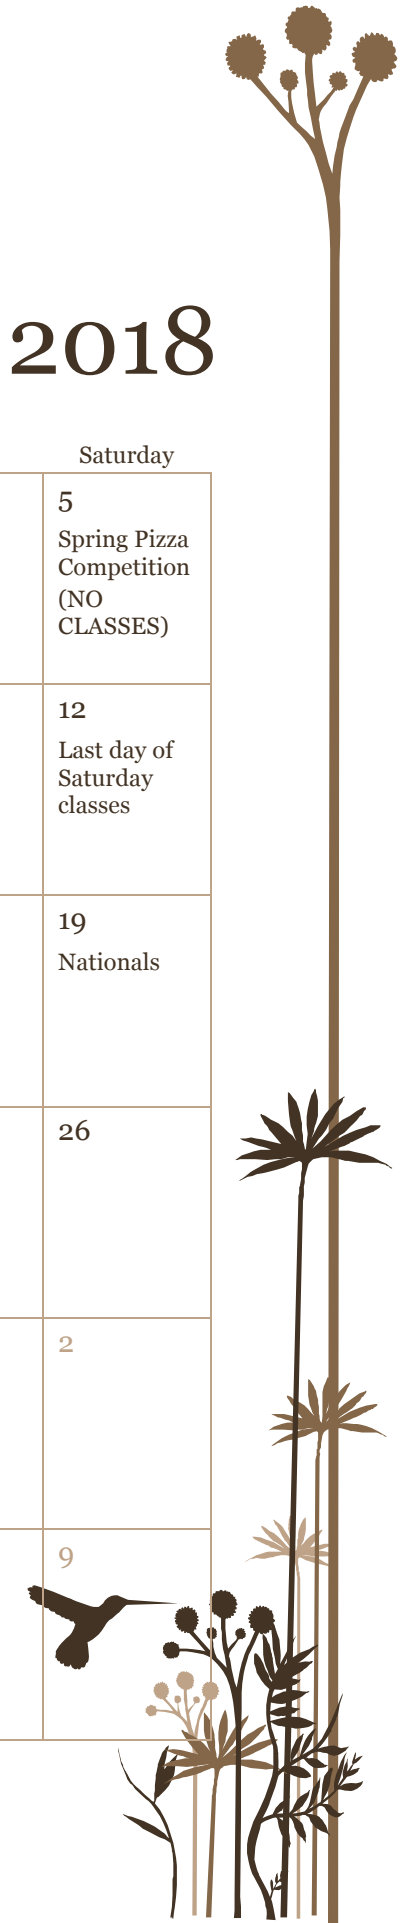 2018
Saturday
5
Spring Pizza
Competition
(NO
CLASSES)
12
Last day of
Saturday
classes
19
Nationals
26
2
9